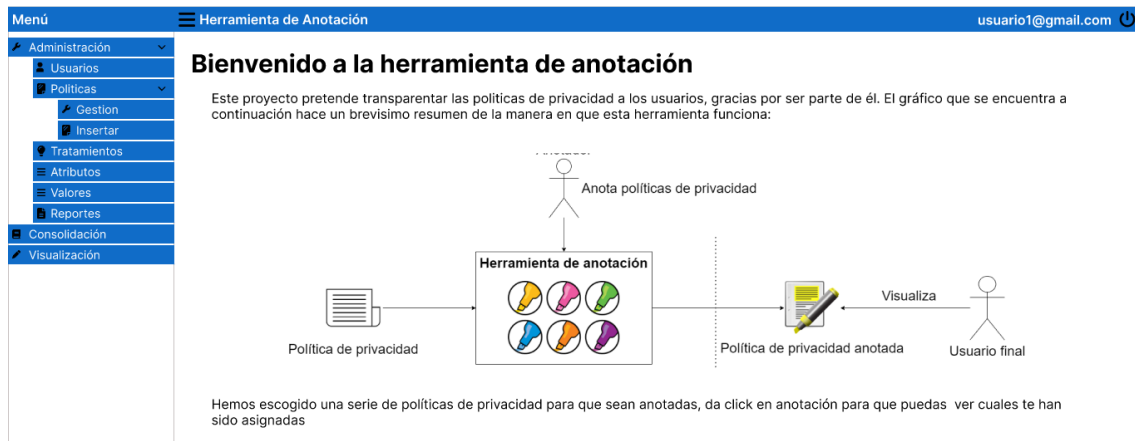 Menú
Herramienta de Anotación
usuario1@gmail.com
Administración
Usuarios
Politicas
Gestion
Insertar
Tratamientos
Atributos
Valores
Reportes
Consolidación
Visualización
Bienvenido a la herramienta de anotación
Este proyecto pretende transparentar las politicas de privacidad a los usuarios, gracias por ser parte de él. El gráfico que se encuentra a
continuación hace un brevisimo resumen de la manera en que esta herramienta funciona:
Anota políticas de privacidad
Herramienta de anotación
Política de privacidad
Política de privacidad anotada
Visualiza
Usuario final
Hemos escogido una serie de políticas de privacidad para que sean anotadas, da click en anotación para que puedas ver cuales te han
sido asignadas